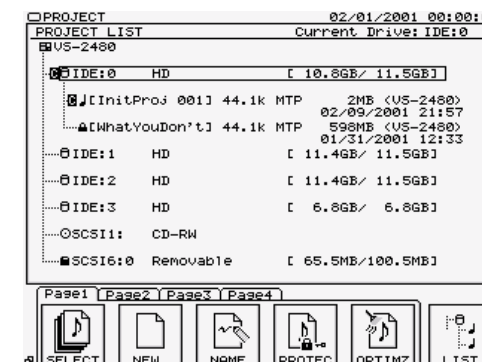 PROJECT 02/01/2001 00:00:
PROJECT LIST Current Drive:IDE:0
VS-2480
C IDE:0 HD [ 10.8GB/ 11.5GB]
C [InitProj 001] 44.1k MTP 2MB (VS-2480)
02/09/2001 21:57
[WhatYouDon't] 44.1k MTP 598MB (VS-2480)
01/31/2001 12:33
IDE:1 HD [ 11.4GB/ 11.5GB]
IDE:2 HD [ 11.4GB/ 11.5GB]
IDE:3 HD [ 6.8GB/ 6.8GB]
SCSI1: CD-RW
SCSI6:0 Removable [ 65.5MB/100.5MB]
Page1 Page2 Page3 Page4
SELECT NEW NAME PROTEC OPTIMZ LIST